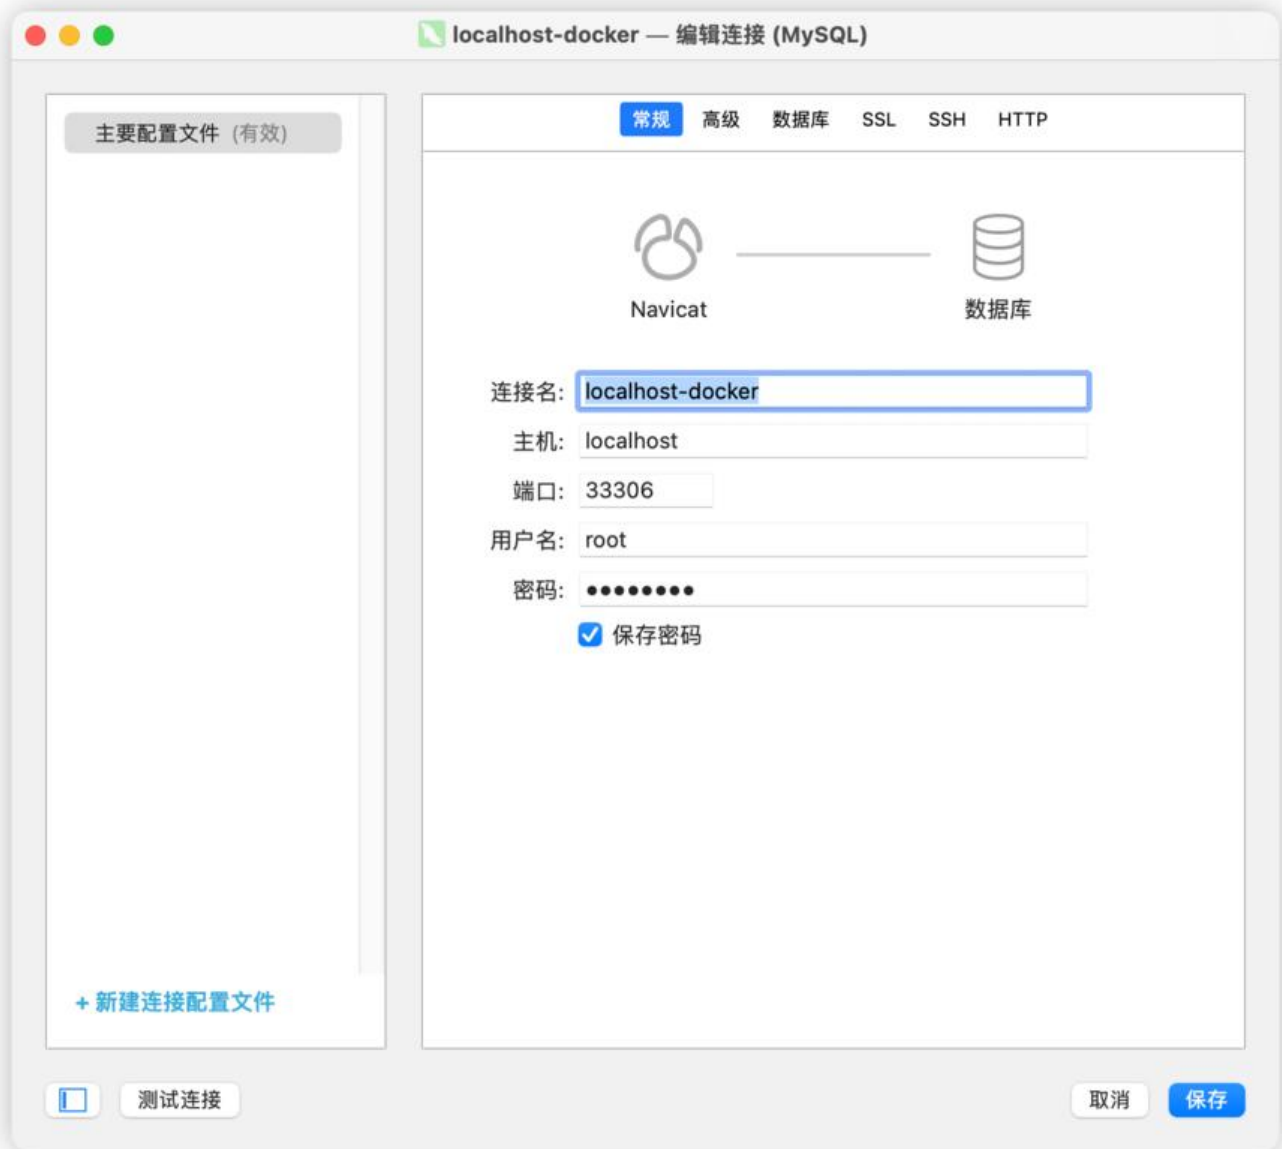 localhost-docker — 编辑连接 (MySQL)
主要配置文件 (有效)
+ 新建连接配置文件
常规 高级 数据库 SSL SSH HTTP
Navicat 数据库
连接名: localhost-docker
主机: localhost
端口: 33306
用户名: root
密码: ••••••••
保存密码
测试连接 取消 保存